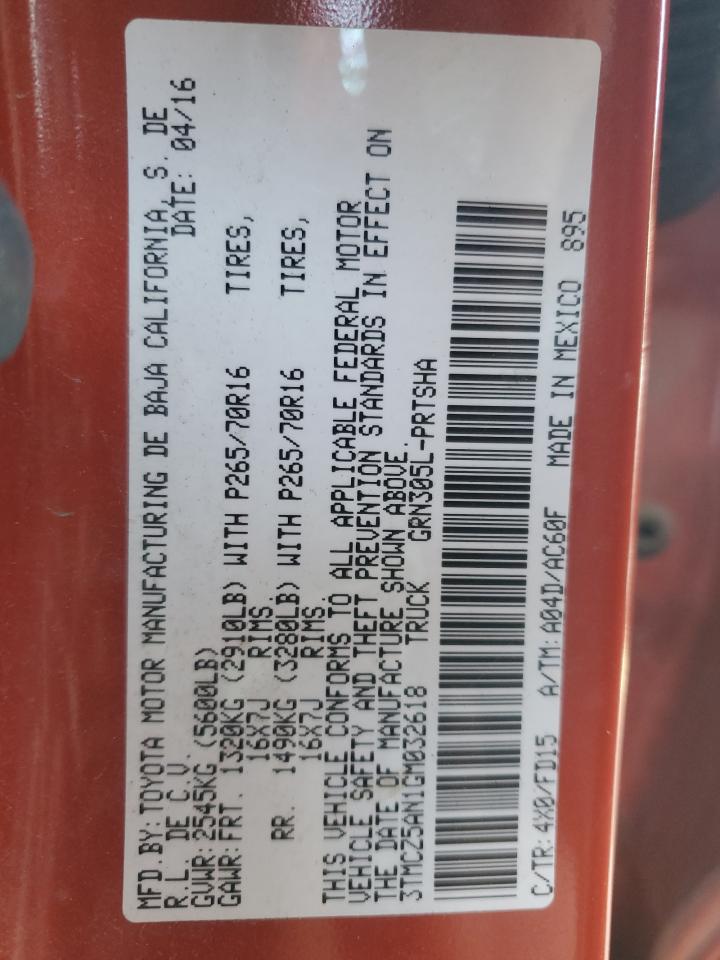 MFD.BY:TOYOTA MOTOR MANUFACTURING DE BAJA CALIFORNIA, S. DE
R.L. DE C.V. DATE: 04/16
GVWR:2545KG (5600LB)
GAWR:FRT. 1320KG (2910LB) WITH P265/70R16 TIRES,
16X7J RIMS.
RR. 1490KG (3280LB) WITH P265/70R16 TIRES,
16X7J RIMS.
THIS VEHICLE CONFORMS TO ALL APPLICABLE FEDERAL MOTOR
VEHICLE SAFETY AND THEFT PREVENTION STANDARDS IN EFFECT ON
THE DATE OF MANUFACTURE SHOWN ABOVE.
3TMCZ5AN1GM032618 TRUCK GRN305L-PRTSHA
C/TR:4X0/FD15 A/TM:A04D/AC60F MADE IN MEXICO 895